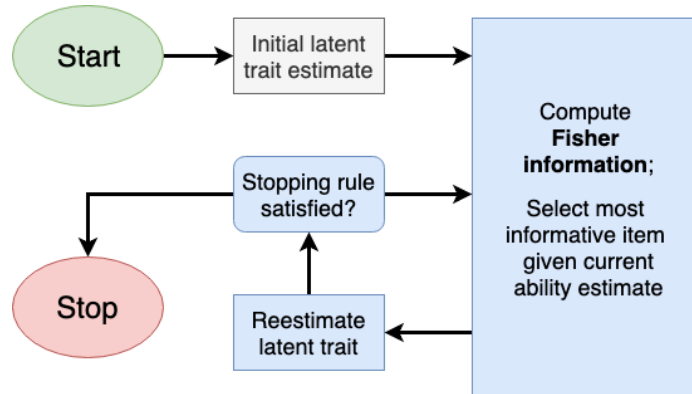 Start
Initial latent
trait estimate
Compute
Fisher
information;
Select most
informative item
given current
ability estimate
Stopping rule
satisfied?
Stop
Reestimate
latent trait